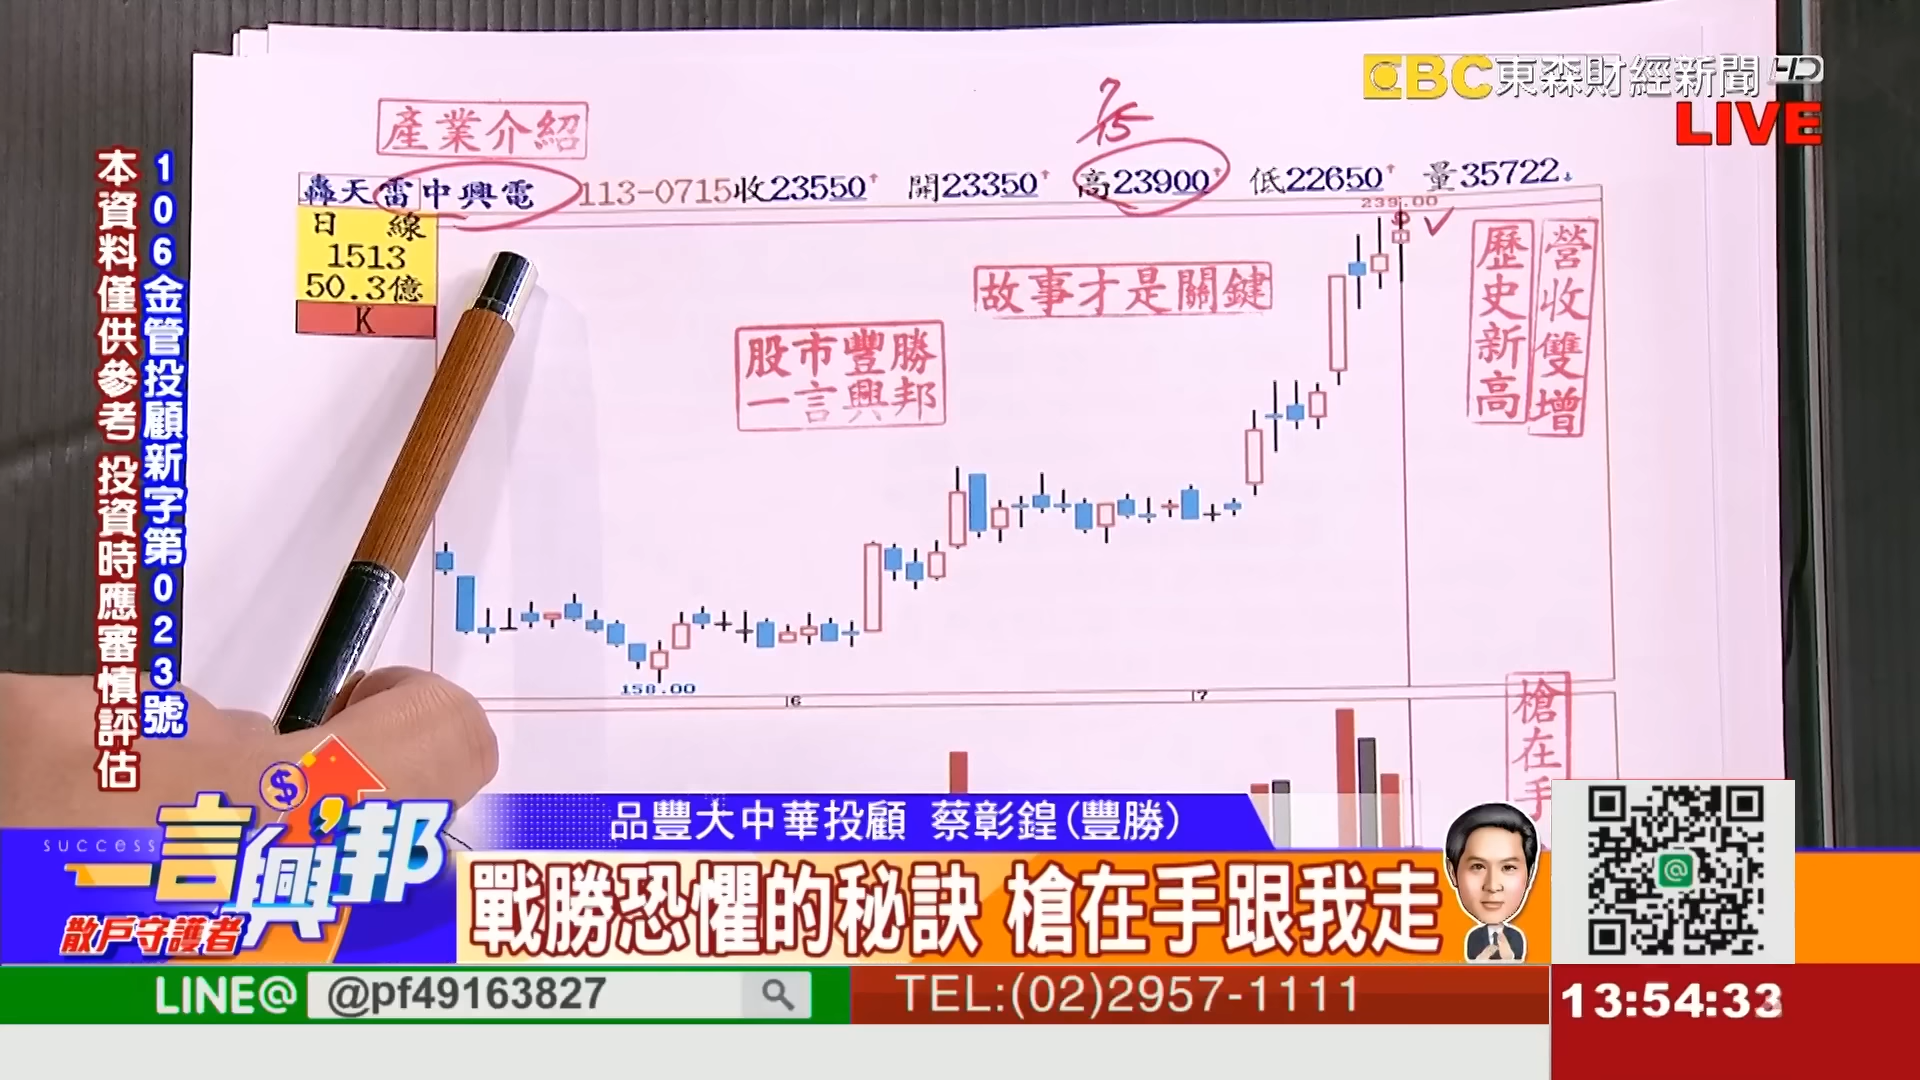 EBC東森財經新聞HD
LIVE
本資料僅供參考 投資時應審慎評估
106金管投顧新字第023號
產業介紹
7/15
轟天雷中興電 113-0715收23550↑ 開23350↑ 高23900↑ 低22650↑ 量35722↓
日 線
1513
50.3億
K
239.00
故事才是關鍵
股市豐勝
一言興邦
歷史新高
營收雙增
158.00
6
7
槍在手
$
success
一言興邦
散戶守護者
品豐大中華投顧 蔡彰鍠(豐勝)
戰勝恐懼的秘訣 槍在手跟我走
@
LINE@ @pf49163827
TEL:(02)2957-1111
13:54:33